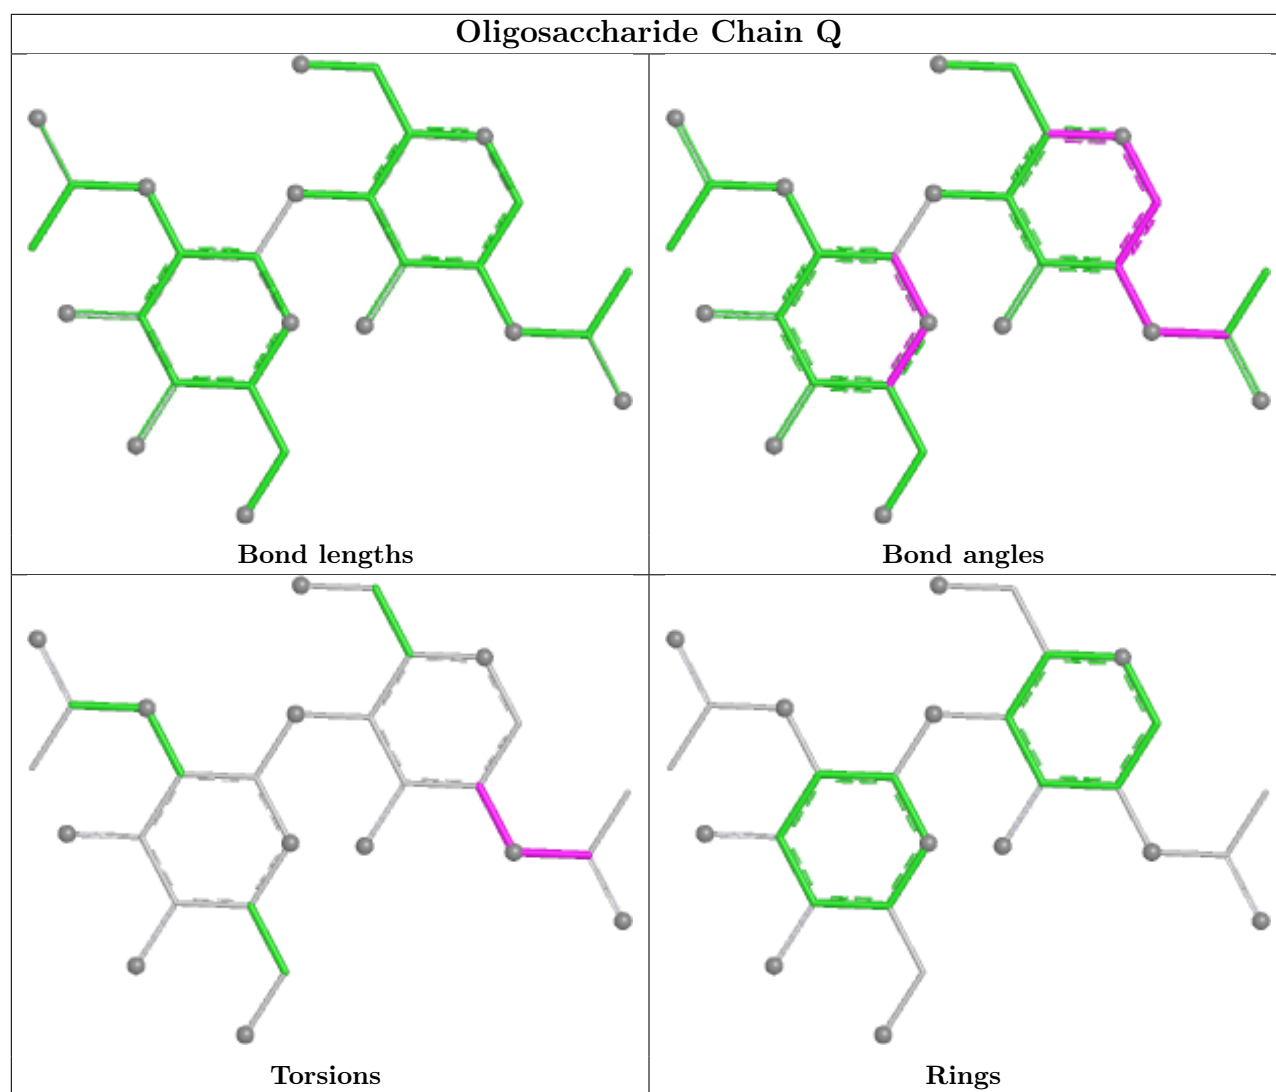 Oligosaccharide Chain Q
Bond lengths
Bond angles
Torsions
Rings